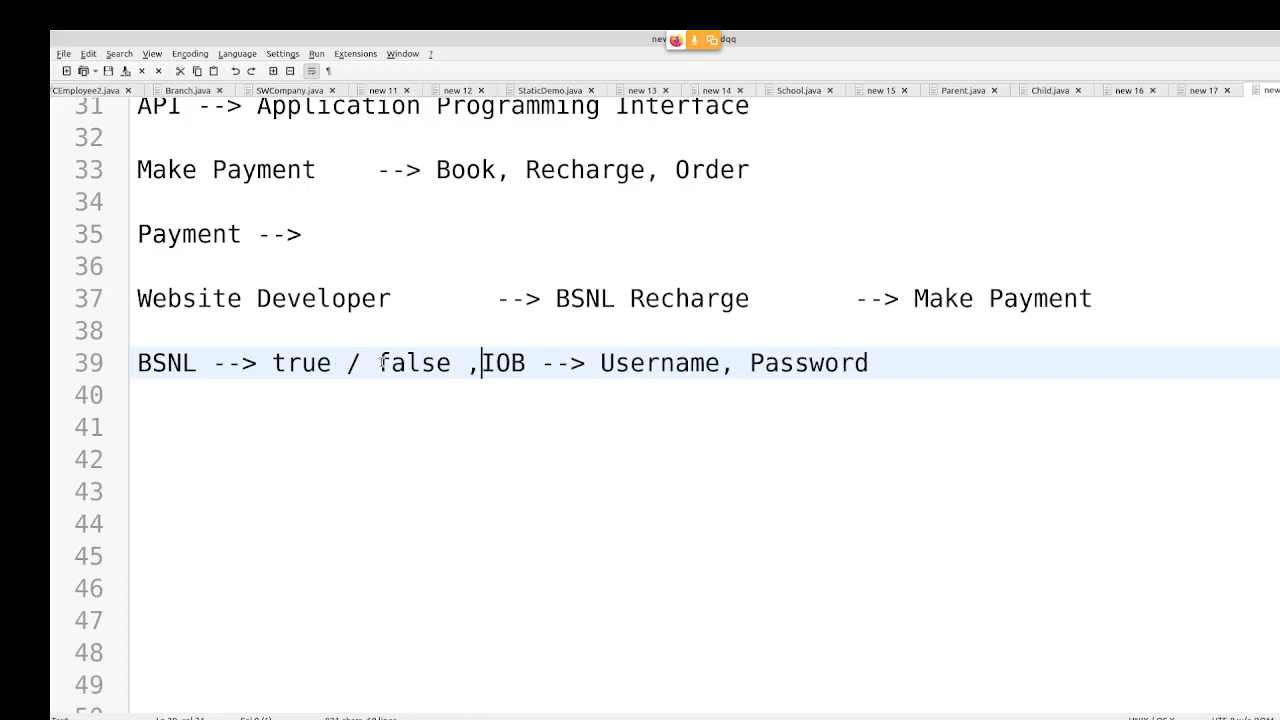 File Edit Search View Encoding Language Settings Run Extensions Window ?
CEmployee2.java Branch.java SWCompany.java new 11 new 12 StaticDemo.java new 13 new 14 School.java new 15 Parent.java Child.java new 16 new 17 new
31 API --> Application Programming Interface
32
33 Make Payment --> Book, Recharge, Order
34
35 Payment -->
36
37 Website Developer --> BSNL Recharge --> Make Payment
38
39 BSNL --> true / false ,IOB --> Username, Password
40
41
42
43
44
45
46
47
48
49